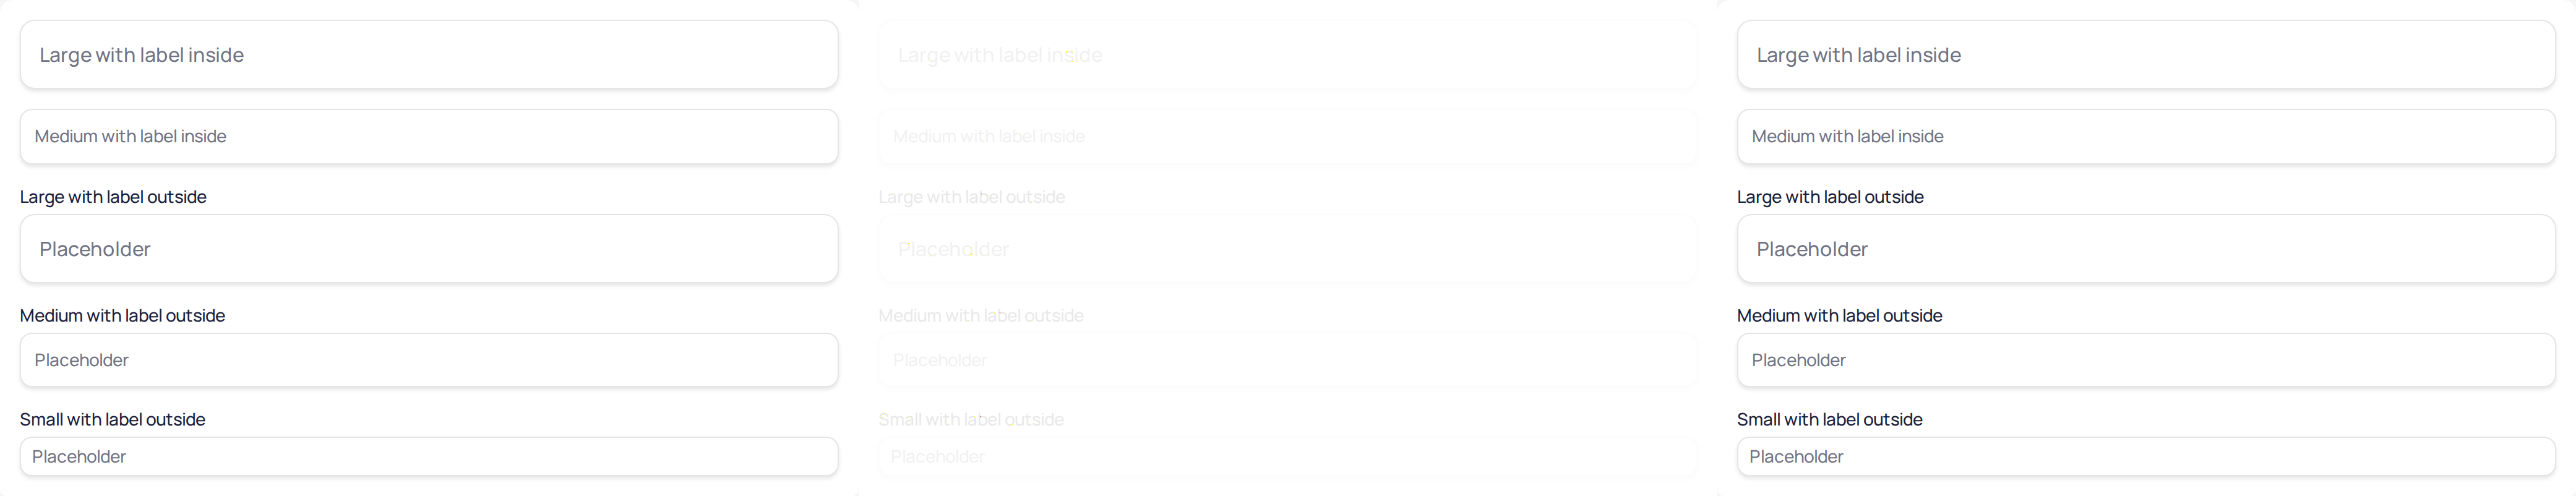 Large with label inside
Medium with label inside
Large with label outside
Placeholder
Medium with label outside
Placeholder
Small with label outside
Placeholder
Large with label inside
Medium with label inside
Large with label outside
Placeholder
Medium with label outside
Placeholder
Small with label outside
Placeholder
Large with label inside
Medium with label inside
Large with label outside
Placeholder
Medium with label outside
Placeholder
Small with label outside
Placeholder